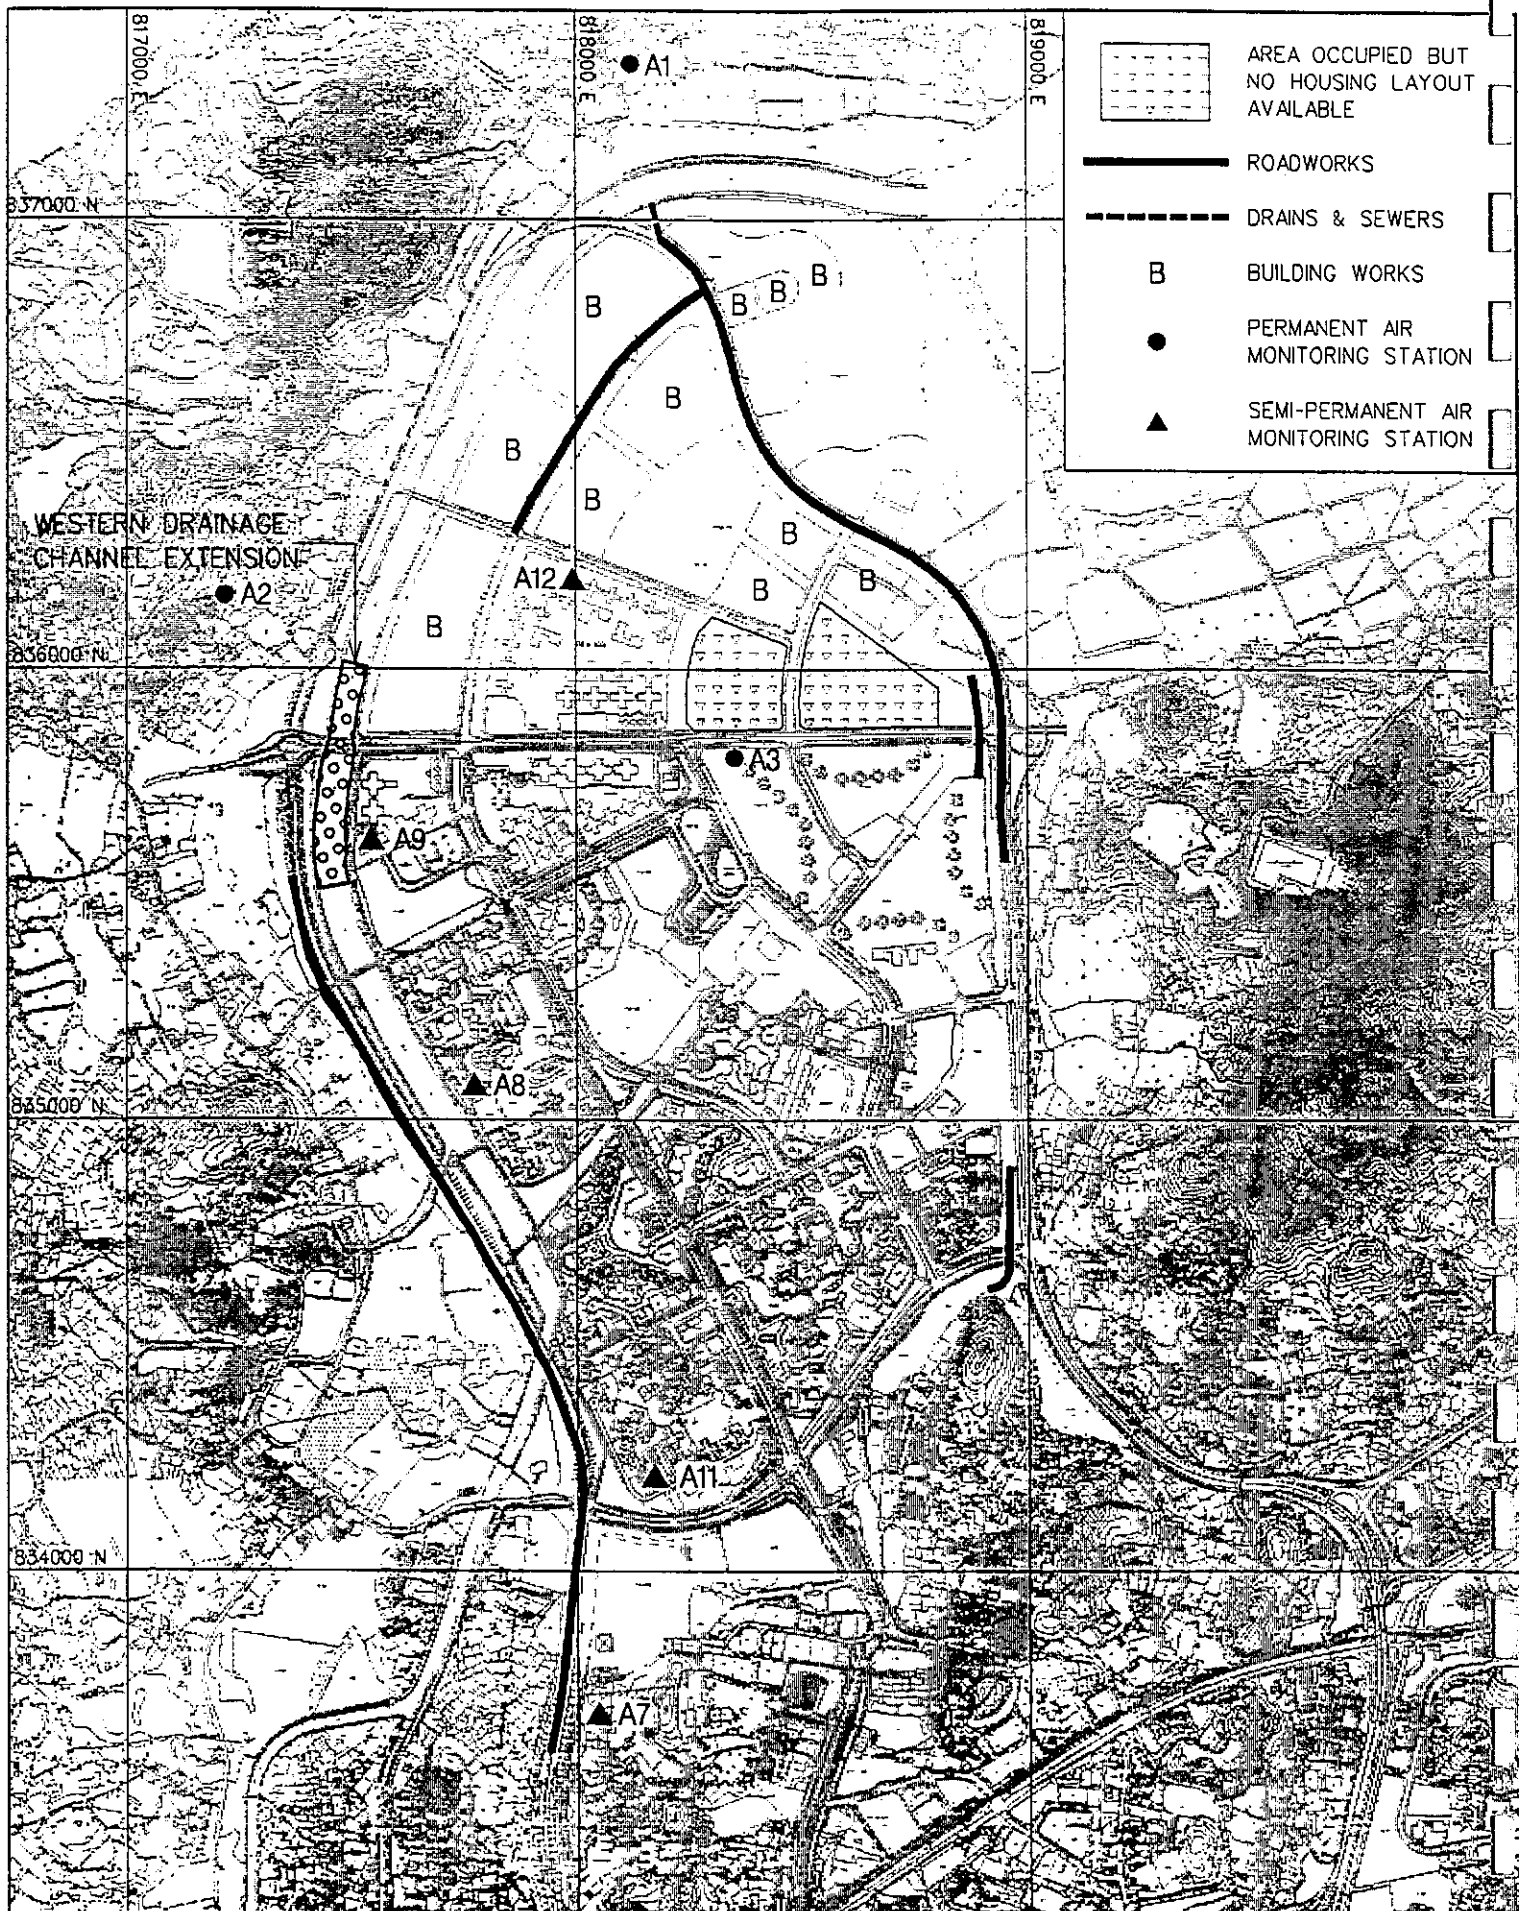 817000 E
818000 E
819000 E
A1
AREA OCCUPIED BUT
NO HOUSING LAYOUT
AVAILABLE
ROADWORKS
DRAINS & SEWERS
B
BUILDING WORKS
PERMANENT AIR
MONITORING STATION
SEMI-PERMANENT AIR
MONITORING STATION
837000 N
B
B
B
B
B
B
B
B
WESTERN DRAINAGE
CHANNEL EXTENSION
A12
B
B
A2
B
836000 N
A3
A9
A8
835000 N
A11
834000 N
A7